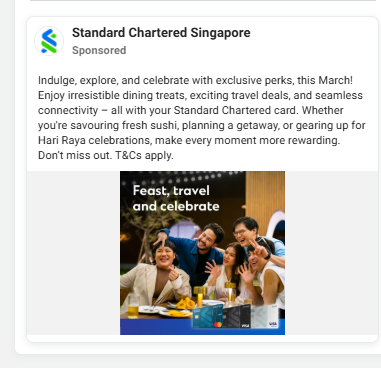 Standard Chartered Singapore
Sponsored
Indulge, explore, and celebrate with exclusive perks, this March!
Enjoy irresistible dining treats, exciting travel deals, and seamless
connectivity – all with your Standard Chartered card. Whether
you're savouring fresh sushi, planning a getaway, or gearing up for
Hari Raya celebrations, make every moment more rewarding.
Don't miss out. T&Cs apply.
Feast, travel
and celebrate
VISA
VISA